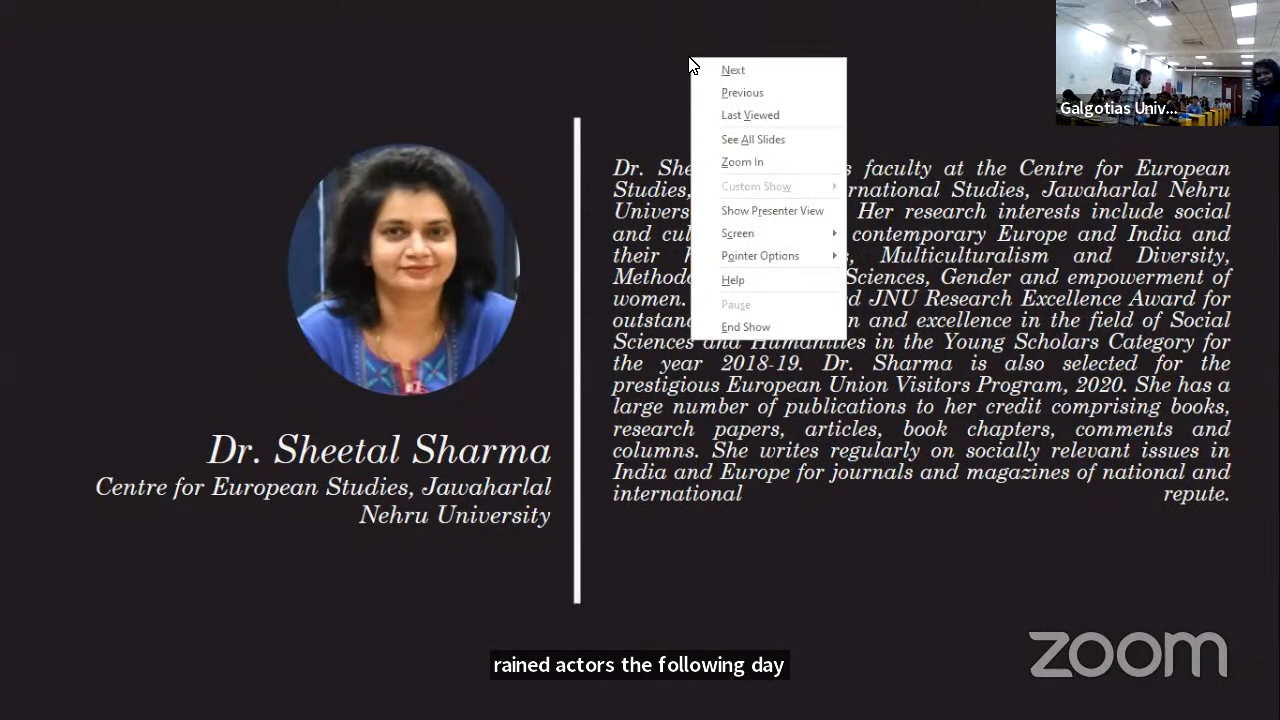 Galgotias Univ...
Next
Previous
Last Viewed
See All Slides
Zoom In
Custom Show
Show Presenter View
Screen
Pointer Options
Help
Pause
End Show
Dr. Sheetal Sharma
Centre for European Studies, Jawaharlal
Nehru University
Dr. faculty at the Centre for European
Studies, Studies, Jawaharlal Nehru
Her research interests include social
and contemporary Europe and India and
their Multiculturalism and Diversity,
Sciences, Gender and empowerment of
women. JNU Research Excellence Award for
and excellence in the field of Social
Sciences and Humanities in the Young Scholars Category for
the year 2018-19. Dr. Sharma is also selected for the
prestigious European Union Visitors Program, 2020. She has a
large number of publications to her credit comprising books,
research papers, articles, book chapters, comments and
columns. She writes regularly on socially relevant issues in
India and Europe for journals and magazines of national and
international repute.
rained actors the following day
zoom